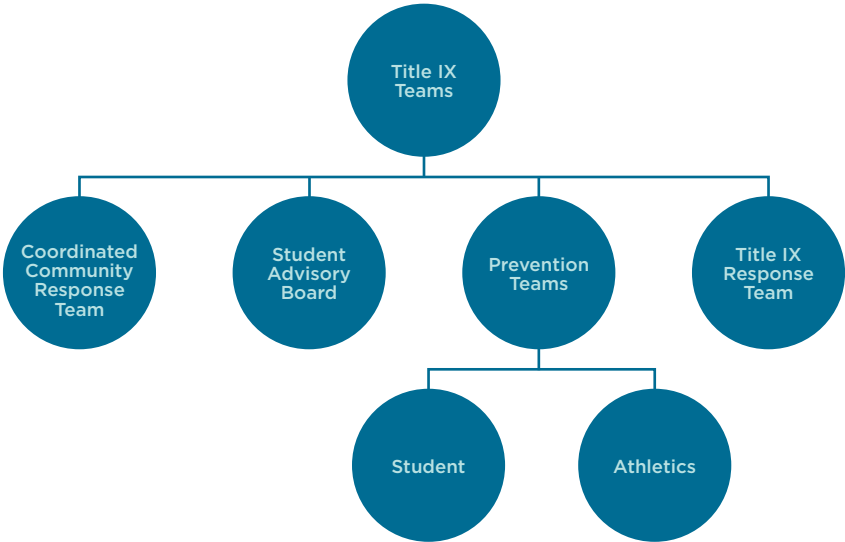 Title IX
Teams
Coordinated
Community
Response
Team
Student
Advisory
Board
Prevention
Teams
Title IX
Response
Team
Student
Athletics